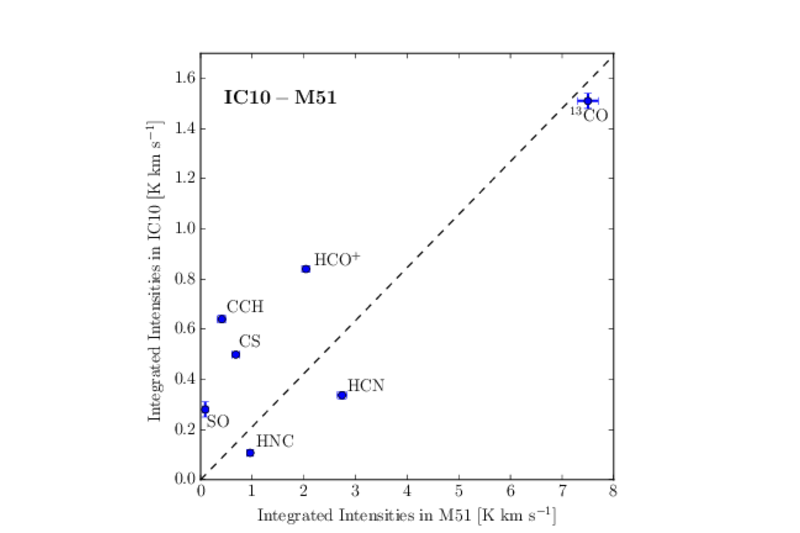 IC10 – M51
1.6
1.4
1.2
1.0
0.8
0.6
0.4
0.2
0.0
Integrated Intensities in IC10 [K km s⁻¹]
¹³CO
HCO⁺
CCH
CS
HCN
SO
HNC
0 1 2 3 4 5 6 7 8
Integrated Intensities in M51 [K km s⁻¹]